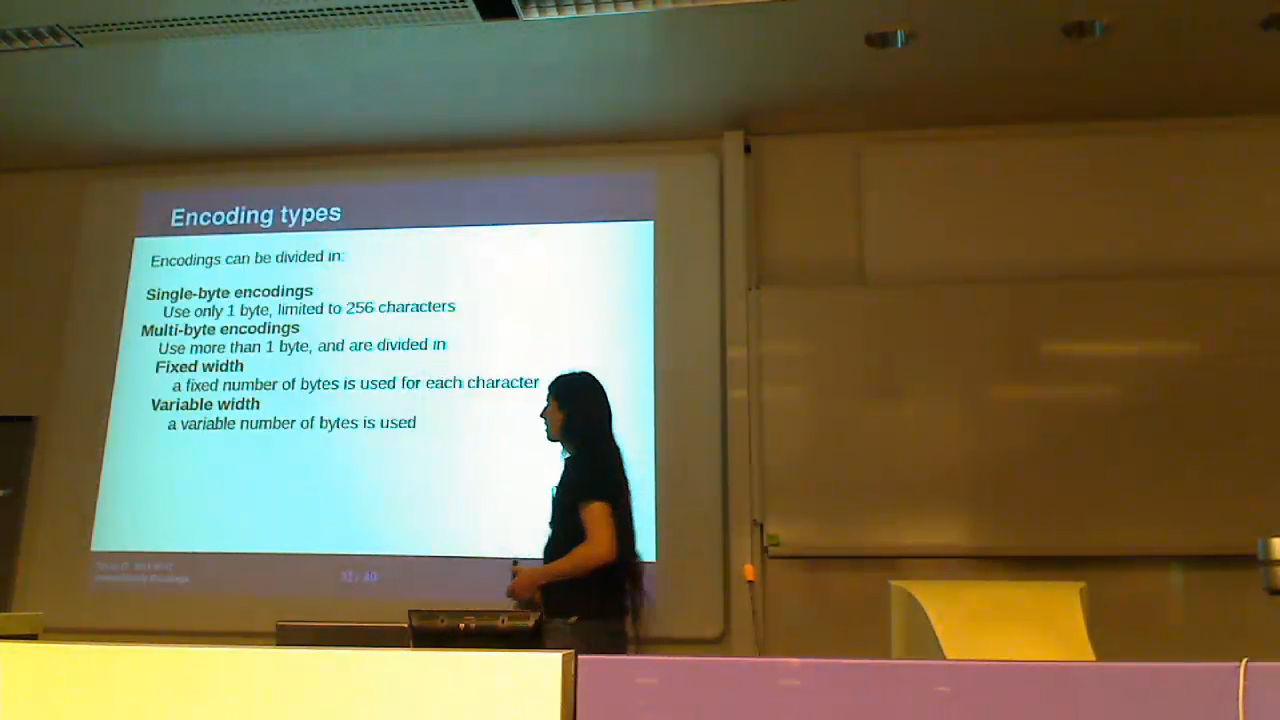 Encoding types
Encodings can be divided in:
Single-byte encodings
Use only 1 byte, limited to 256 characters
Multi-byte encodings
Use more than 1 byte, and are divided in
Fixed width
a fixed number of bytes is used for each character
Variable width
a variable number of bytes is used